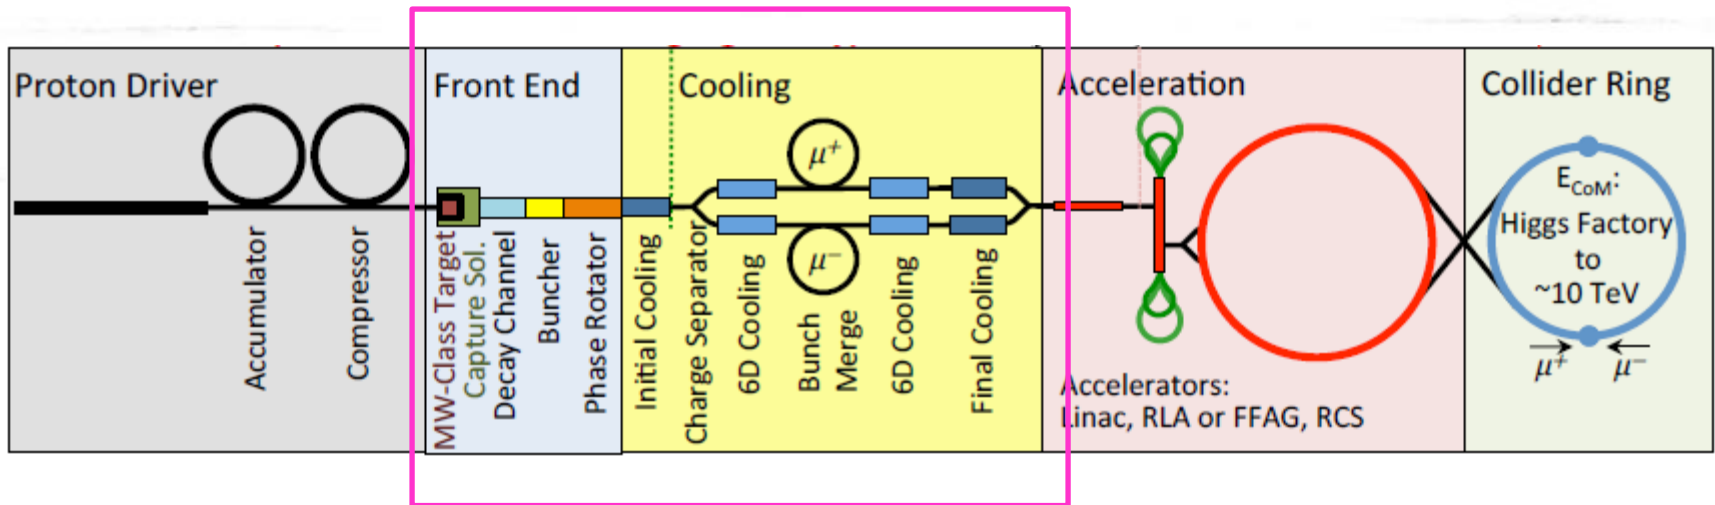 Proton Driver
Front End
Cooling
Acceleration
Collider Ring
Accumulator
Compressor
MW-Class Target
Capture Sol.
Decay Channel
Buncher
Phase Rotator
Initial Cooling
Charge Separator
6D Cooling
μ+
μ−
Bunch
Merge
6D Cooling
Final Cooling
Accelerators:
Linac, RLA or FFAG, RCS
E_CoM:
Higgs Factory
to
~10 TeV
μ+
μ−